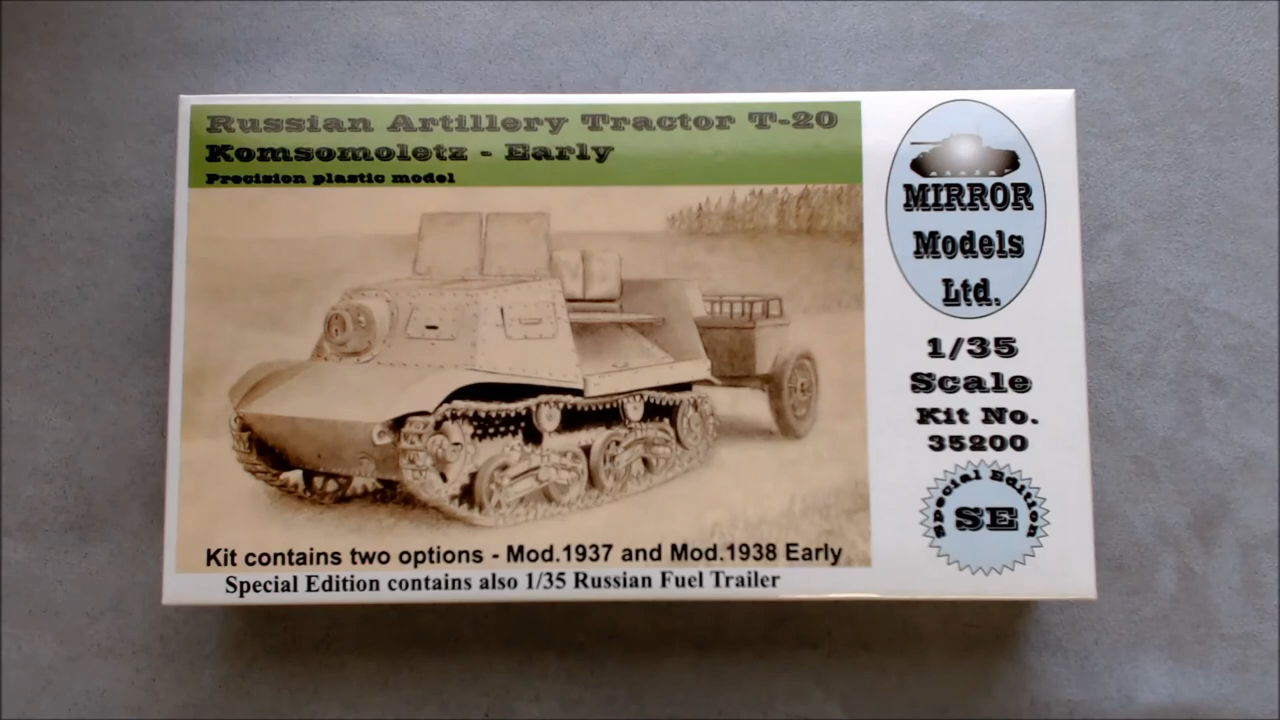 Russian Artillery Tractor T-20
Komsomoletz - Early
Precision plastic model
MIRROR
Models
Ltd.
1/35
Scale
Kit No.
35200
Special Edition
SE
Kit contains two options - Mod.1937 and Mod.1938 Early
Special Edition contains also 1/35 Russian Fuel Trailer